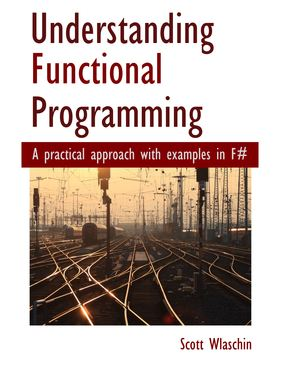 Understanding
Functional
Programming
A practical approach with examples in F#
Scott Wlaschin